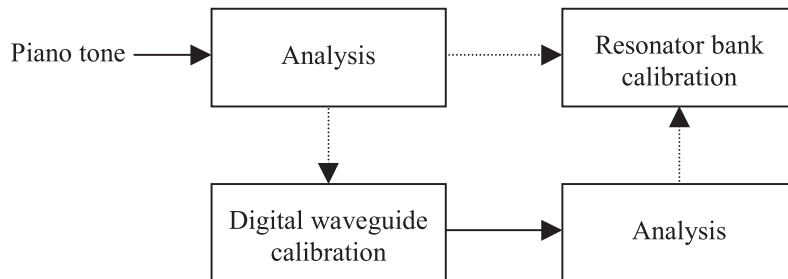 Piano tone
Analysis
Resonator bank
calibration
Digital waveguide
calibration
Analysis